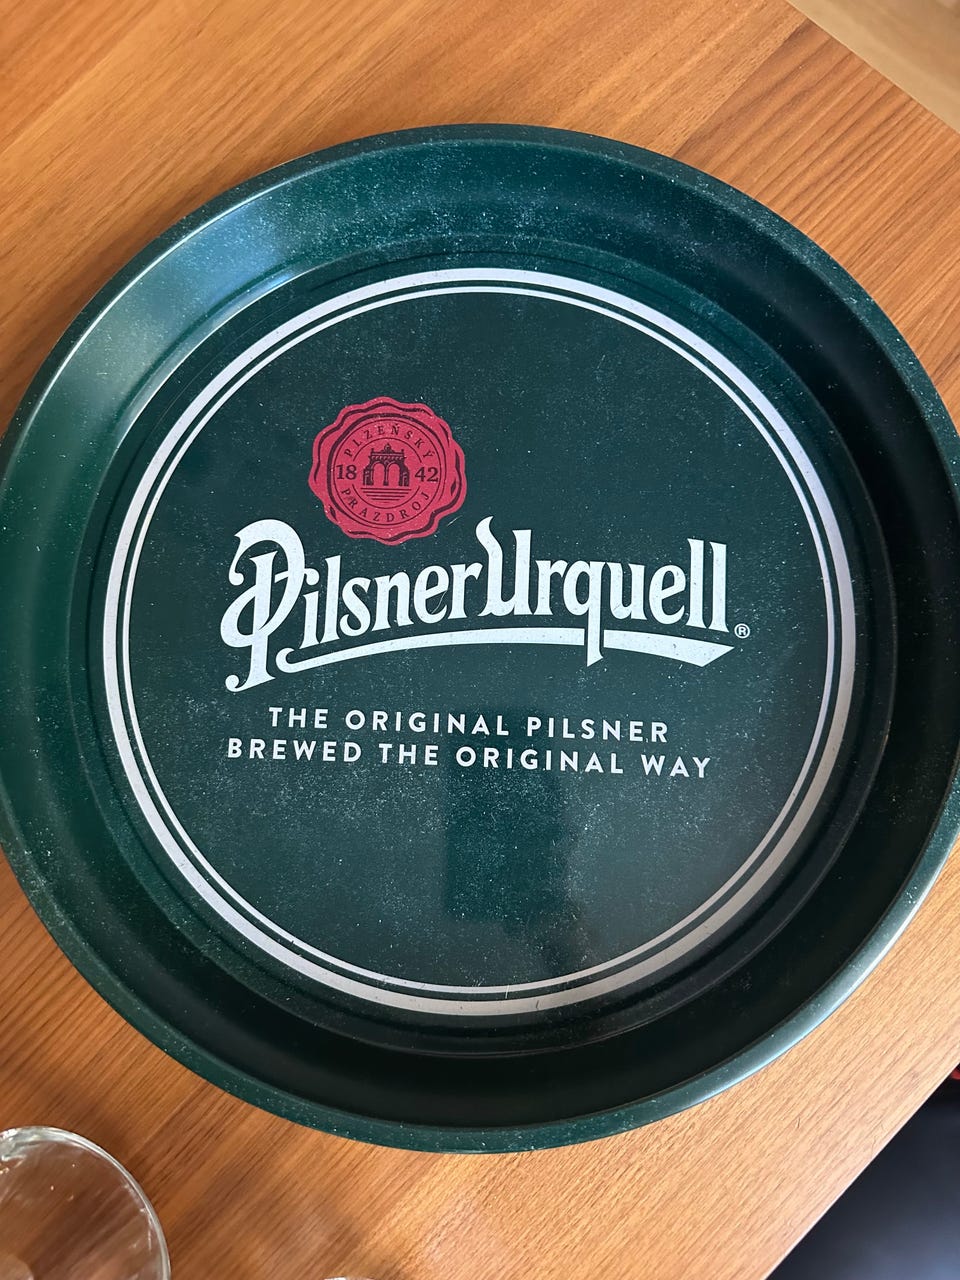 PLZEŇSKÝ
18 42
PRAZDROJ
Pilsner Urquell®
THE ORIGINAL PILSNER
BREWED THE ORIGINAL WAY